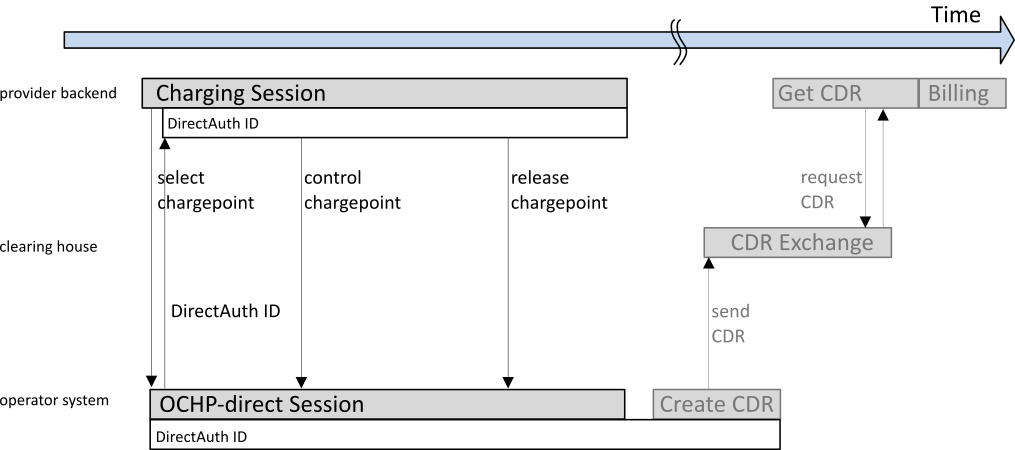 Time
provider backend
Charging Session
Get CDR
Billing
DirectAuth ID
select
chargepoint
control
chargepoint
release
chargepoint
request
CDR
clearing house
CDR Exchange
DirectAuth ID
send
CDR
operator system
OCHP-direct Session
Create CDR
DirectAuth ID